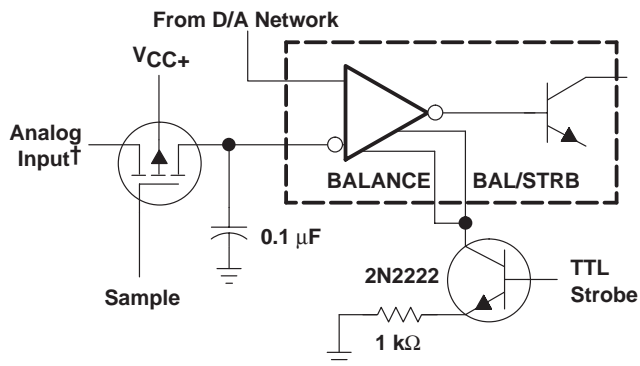 From D/A Network
VCC+
Analog
Input†
BALANCE
BAL/STRB
0.1 μF
2N2222
TTL
Strobe
Sample
1 kΩ